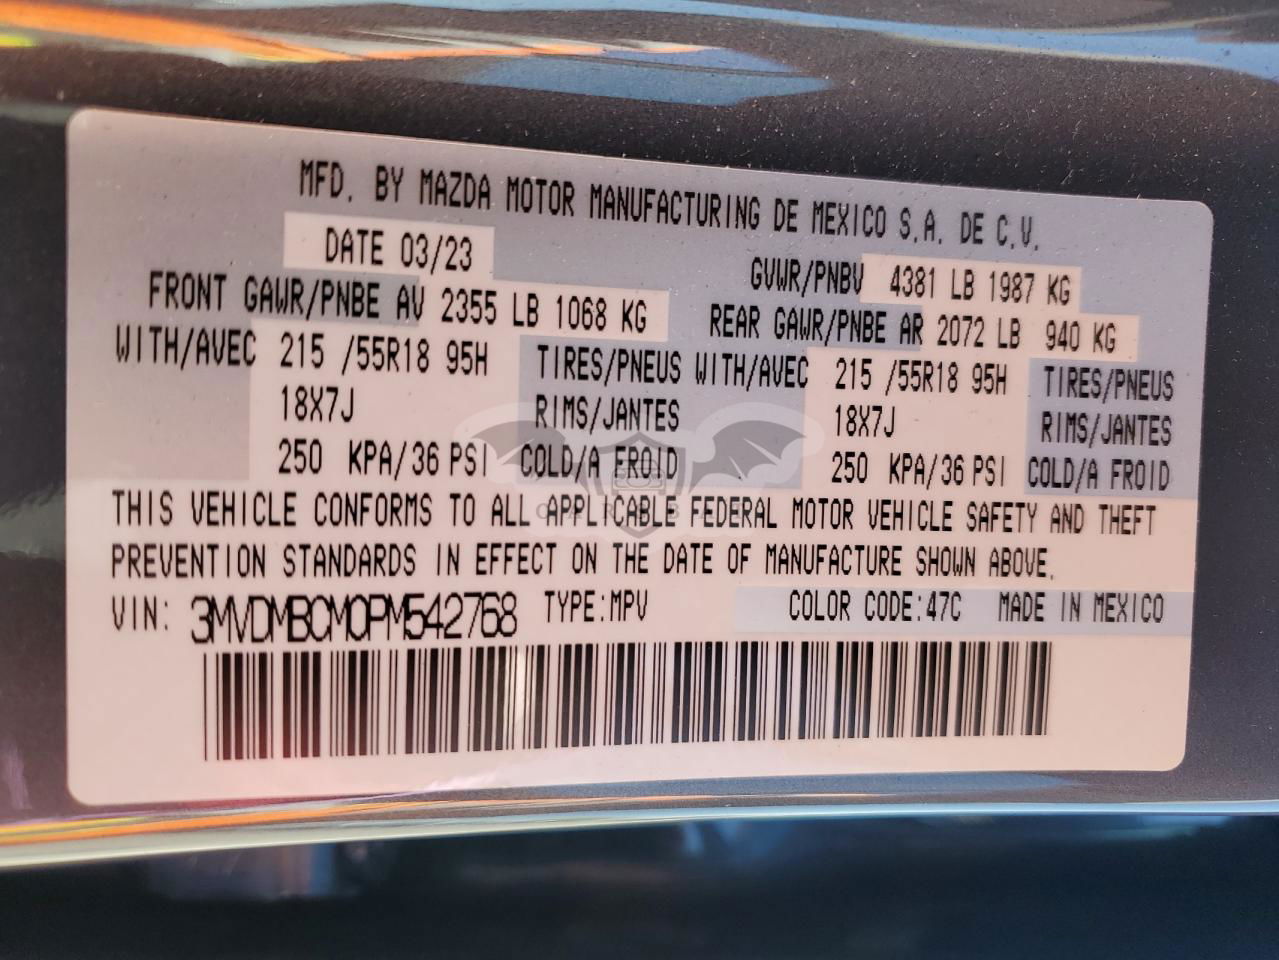 MFD. BY MAZDA MOTOR MANUFACTURING DE MEXICO S.A. DE C.V.
DATE 03/23 GVWR/PNBV 4381 LB 1987 KG
FRONT GAWR/PNBE AV 2355 LB 1068 KG REAR GAWR/PNBE AR 2072 LB 940 KG
WITH/AVEC 215 /55R18 95H TIRES/PNEUS WITH/AVEC 215 /55R18 95H TIRES/PNEUS
18X7J RIMS/JANTES 18X7J RIMS/JANTES
250 KPA/36 PSI COLD/A FROID 250 KPA/36 PSI COLD/A FROID
THIS VEHICLE CONFORMS TO ALL APPLICABLE FEDERAL MOTOR VEHICLE SAFETY AND THEFT
PREVENTION STANDARDS IN EFFECT ON THE DATE OF MANUFACTURE SHOWN ABOVE.
VIN: 3MVDMBCM0PM542768 TYPE:MPV COLOR CODE:47C MADE IN MEXICO